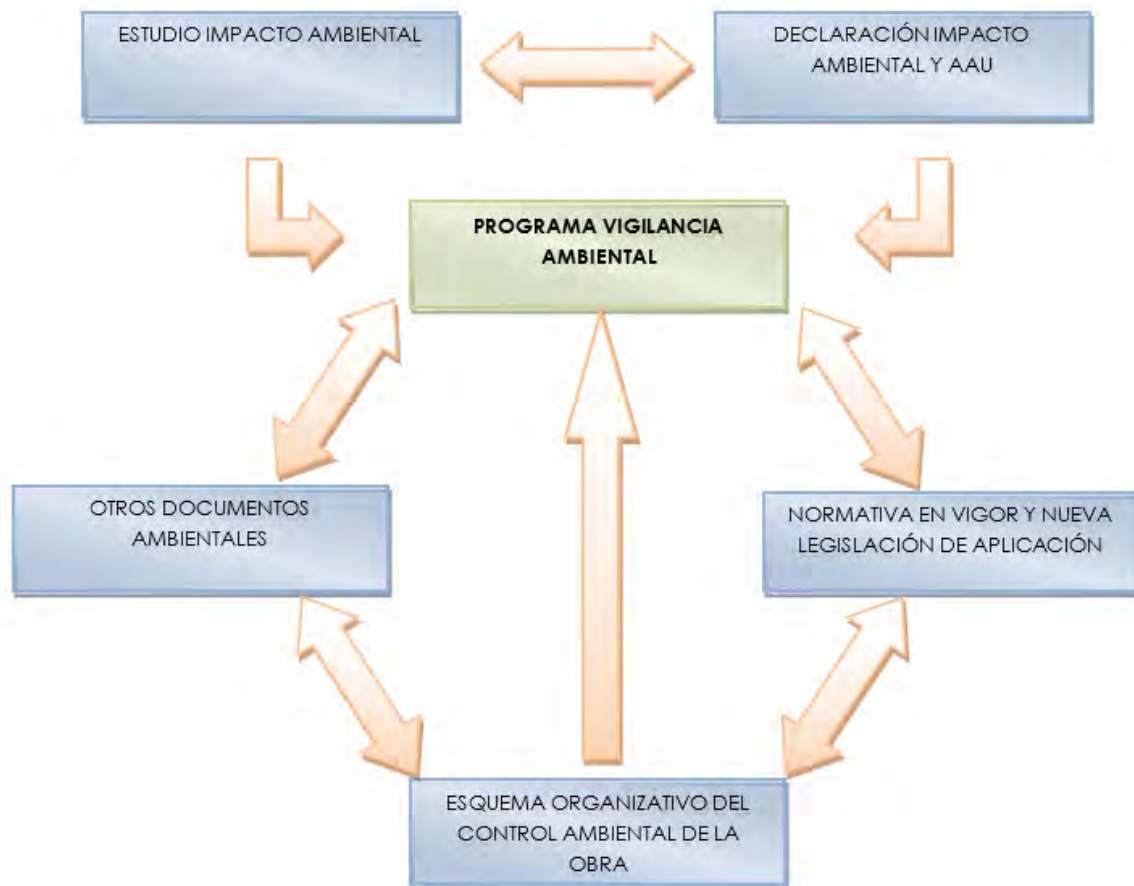 ESTUDIO IMPACTO AMBIENTAL
DECLARACIÓN IMPACTO
AMBIENTAL Y AAU
PROGRAMA VIGILANCIA
AMBIENTAL
OTROS DOCUMENTOS
AMBIENTALES
NORMATIVA EN VIGOR Y NUEVA
LEGISLACIÓN DE APLICACIÓN
ESQUEMA ORGANIZATIVO DEL
CONTROL AMBIENTAL DE LA
OBRA